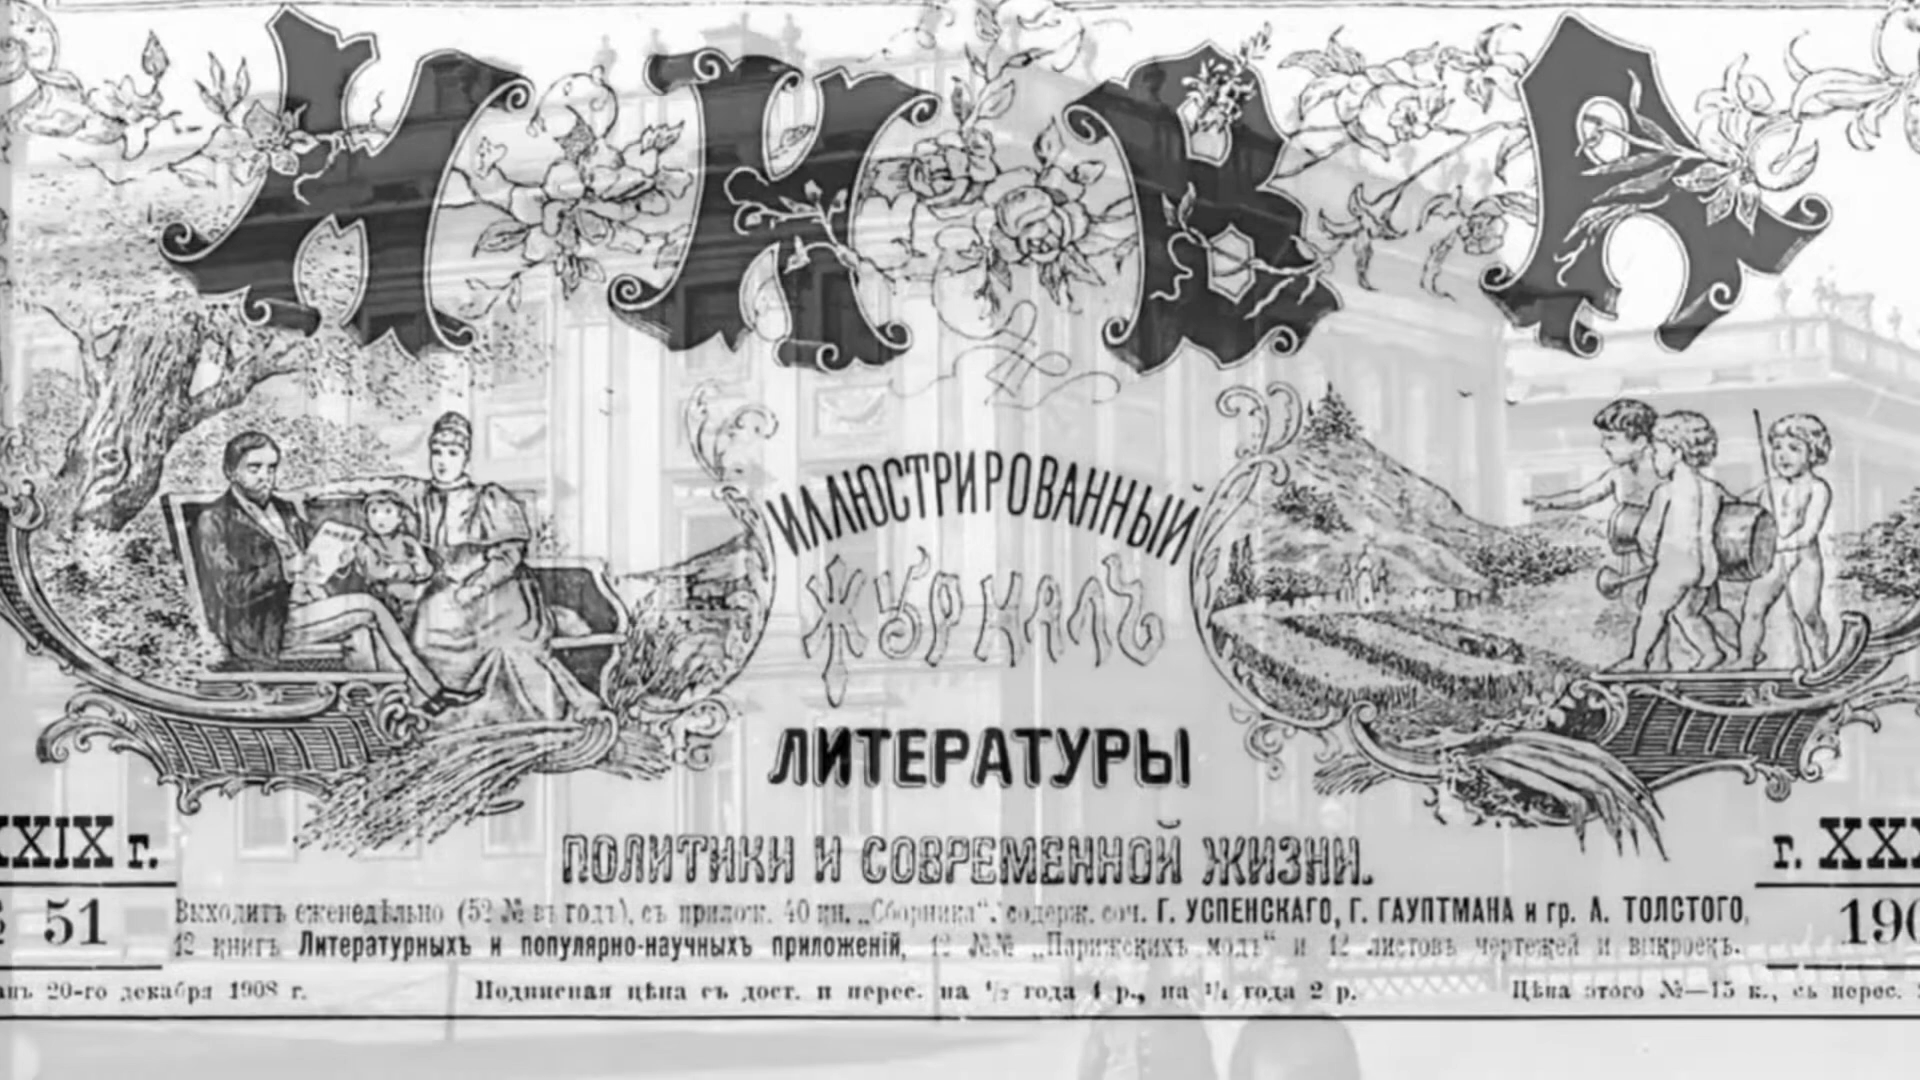 НИВА
ИЛЛЮСТРИРОВАННЫЙ
ЖУРНАЛЪ
ЛИТЕРАТУРЫ
ПОЛИТИКИ И СОВРЕМЕННОЙ ЖИЗНИ.
XXIX г.
г. XXX
№ 51
190
Выходитъ еженедѣльно (52 № въ годъ), съ прилож. 40 кн. „Сборника“, содерж. соч. Г. УСПЕНСКАГО, Г. ГАУПТМАНА и гр. А. ТОЛСТОГО,
12 книгъ Литературныхъ и популярно-научныхъ приложеній, 12 №№ „Парижскихъ модъ“ и 12 листовъ чертежей и выкроекъ.
анъ 20-го декабря 1908 г.
Подписная цѣна съ дост. и перес. на ½ года 4 р., на ¼ года 2 р.
Цѣна этого №—15 к., съ перес.